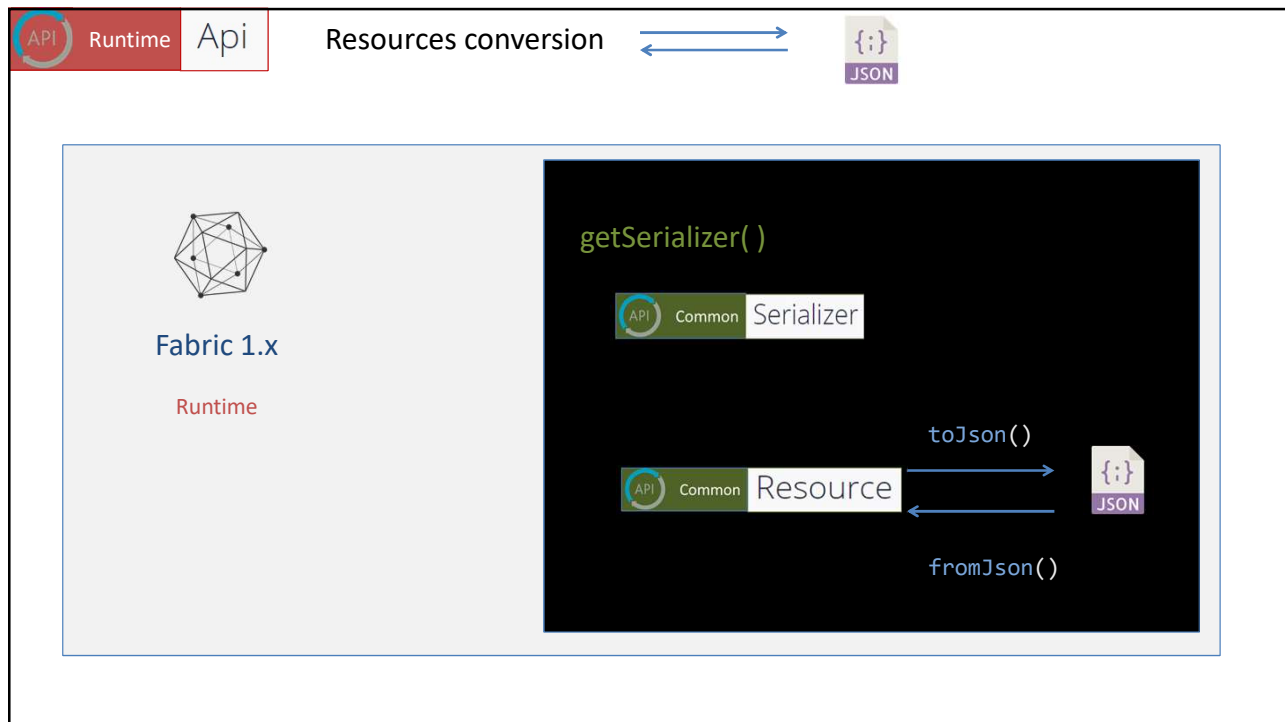 API Runtime Api Resources conversion {;} JSON
getSerializer( )
API Common Serializer
Fabric 1.x
Runtime
toJson()
API Common Resource {;} JSON
fromJson()